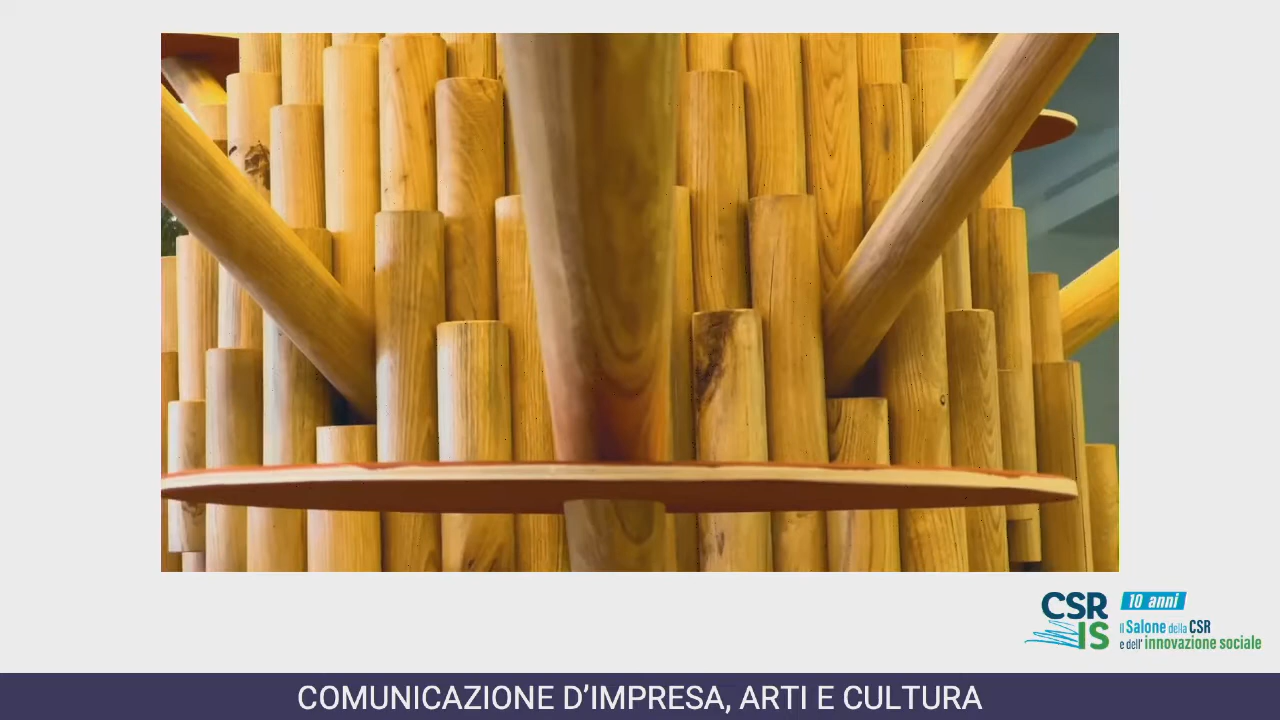 CSR
IS
10 anni
Il Salone della CSR
e dell'innovazione sociale
COMUNICAZIONE D'IMPRESA, ARTI E CULTURA